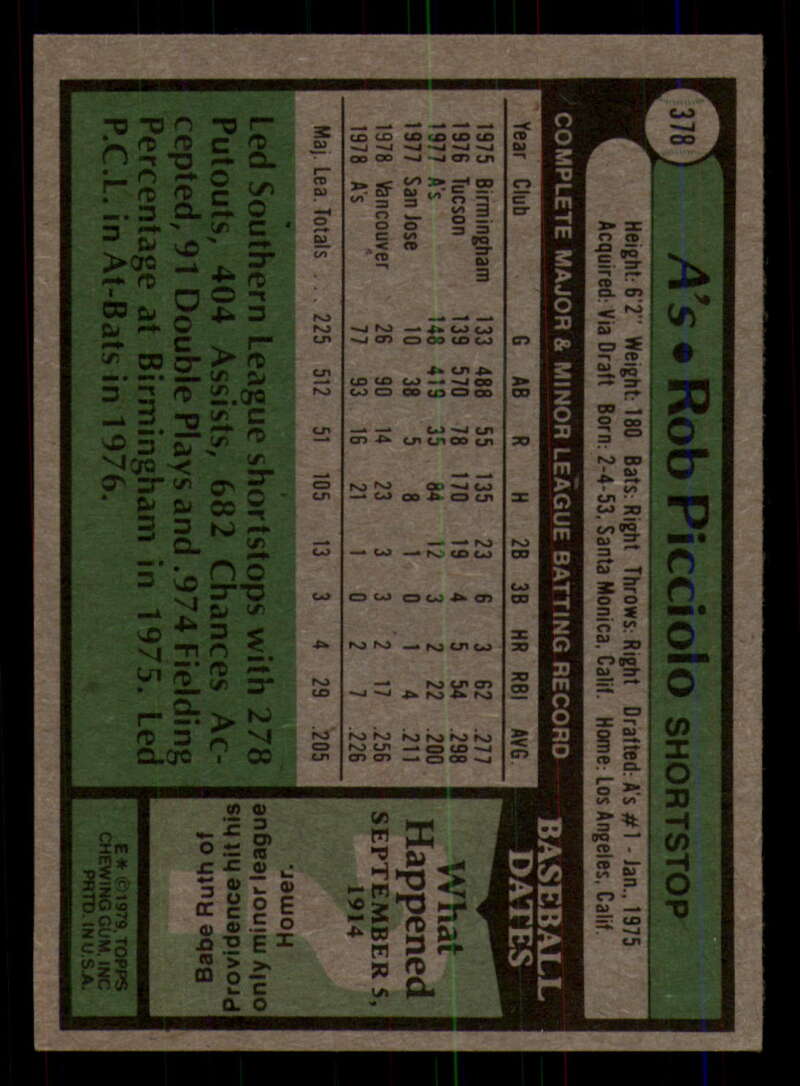 378
A's • Rob Picciolo SHORTSTOP
Height: 6'2" Weight: 180 Bats: Right Throws: Right Drafted: A's #1 - Jan., 1975
Acquired: Via Draft Born: 2-4-53, Santa Monica, Calif. Home: Los Angeles, Calif.
COMPLETE MAJOR & MINOR LEAGUE BATTING RECORD
Year Club G AB R H 2B 3B HR RBI AVG.
1975 Birmingham 133 488 55 135 23 6 3 62 .277
1976 Tucson 139 570 78 170 19 4 5 54 .298
1977 A's 148 419 35 84 12 3 2 22 .200
1977 San Jose 10 38 5 8 1 0 1 4 .211
1978 Vancouver 26 90 14 23 3 3 2 17 .256
1978 A's 77 93 16 21 1 0 2 7 .226
Maj. Lea. Totals . . . 225 512 51 105 13 3 4 29 .205
Led Southern League shortstops with 278
Putouts, 404 Assists, 682 Chances Ac-
cepted, 91 Double Plays and .974 Fielding
Percentage at Birmingham in 1975. Led
P.C.L. in At-Bats in 1976.
BASEBALL
DATES
What
Happened
SEPTEMBER 5,
1914
Babe Ruth of
Providence hit his
only minor league
Homer.
E * © 1979 TOPPS
CHEWING GUM, INC
PRTD. IN U.S.A.